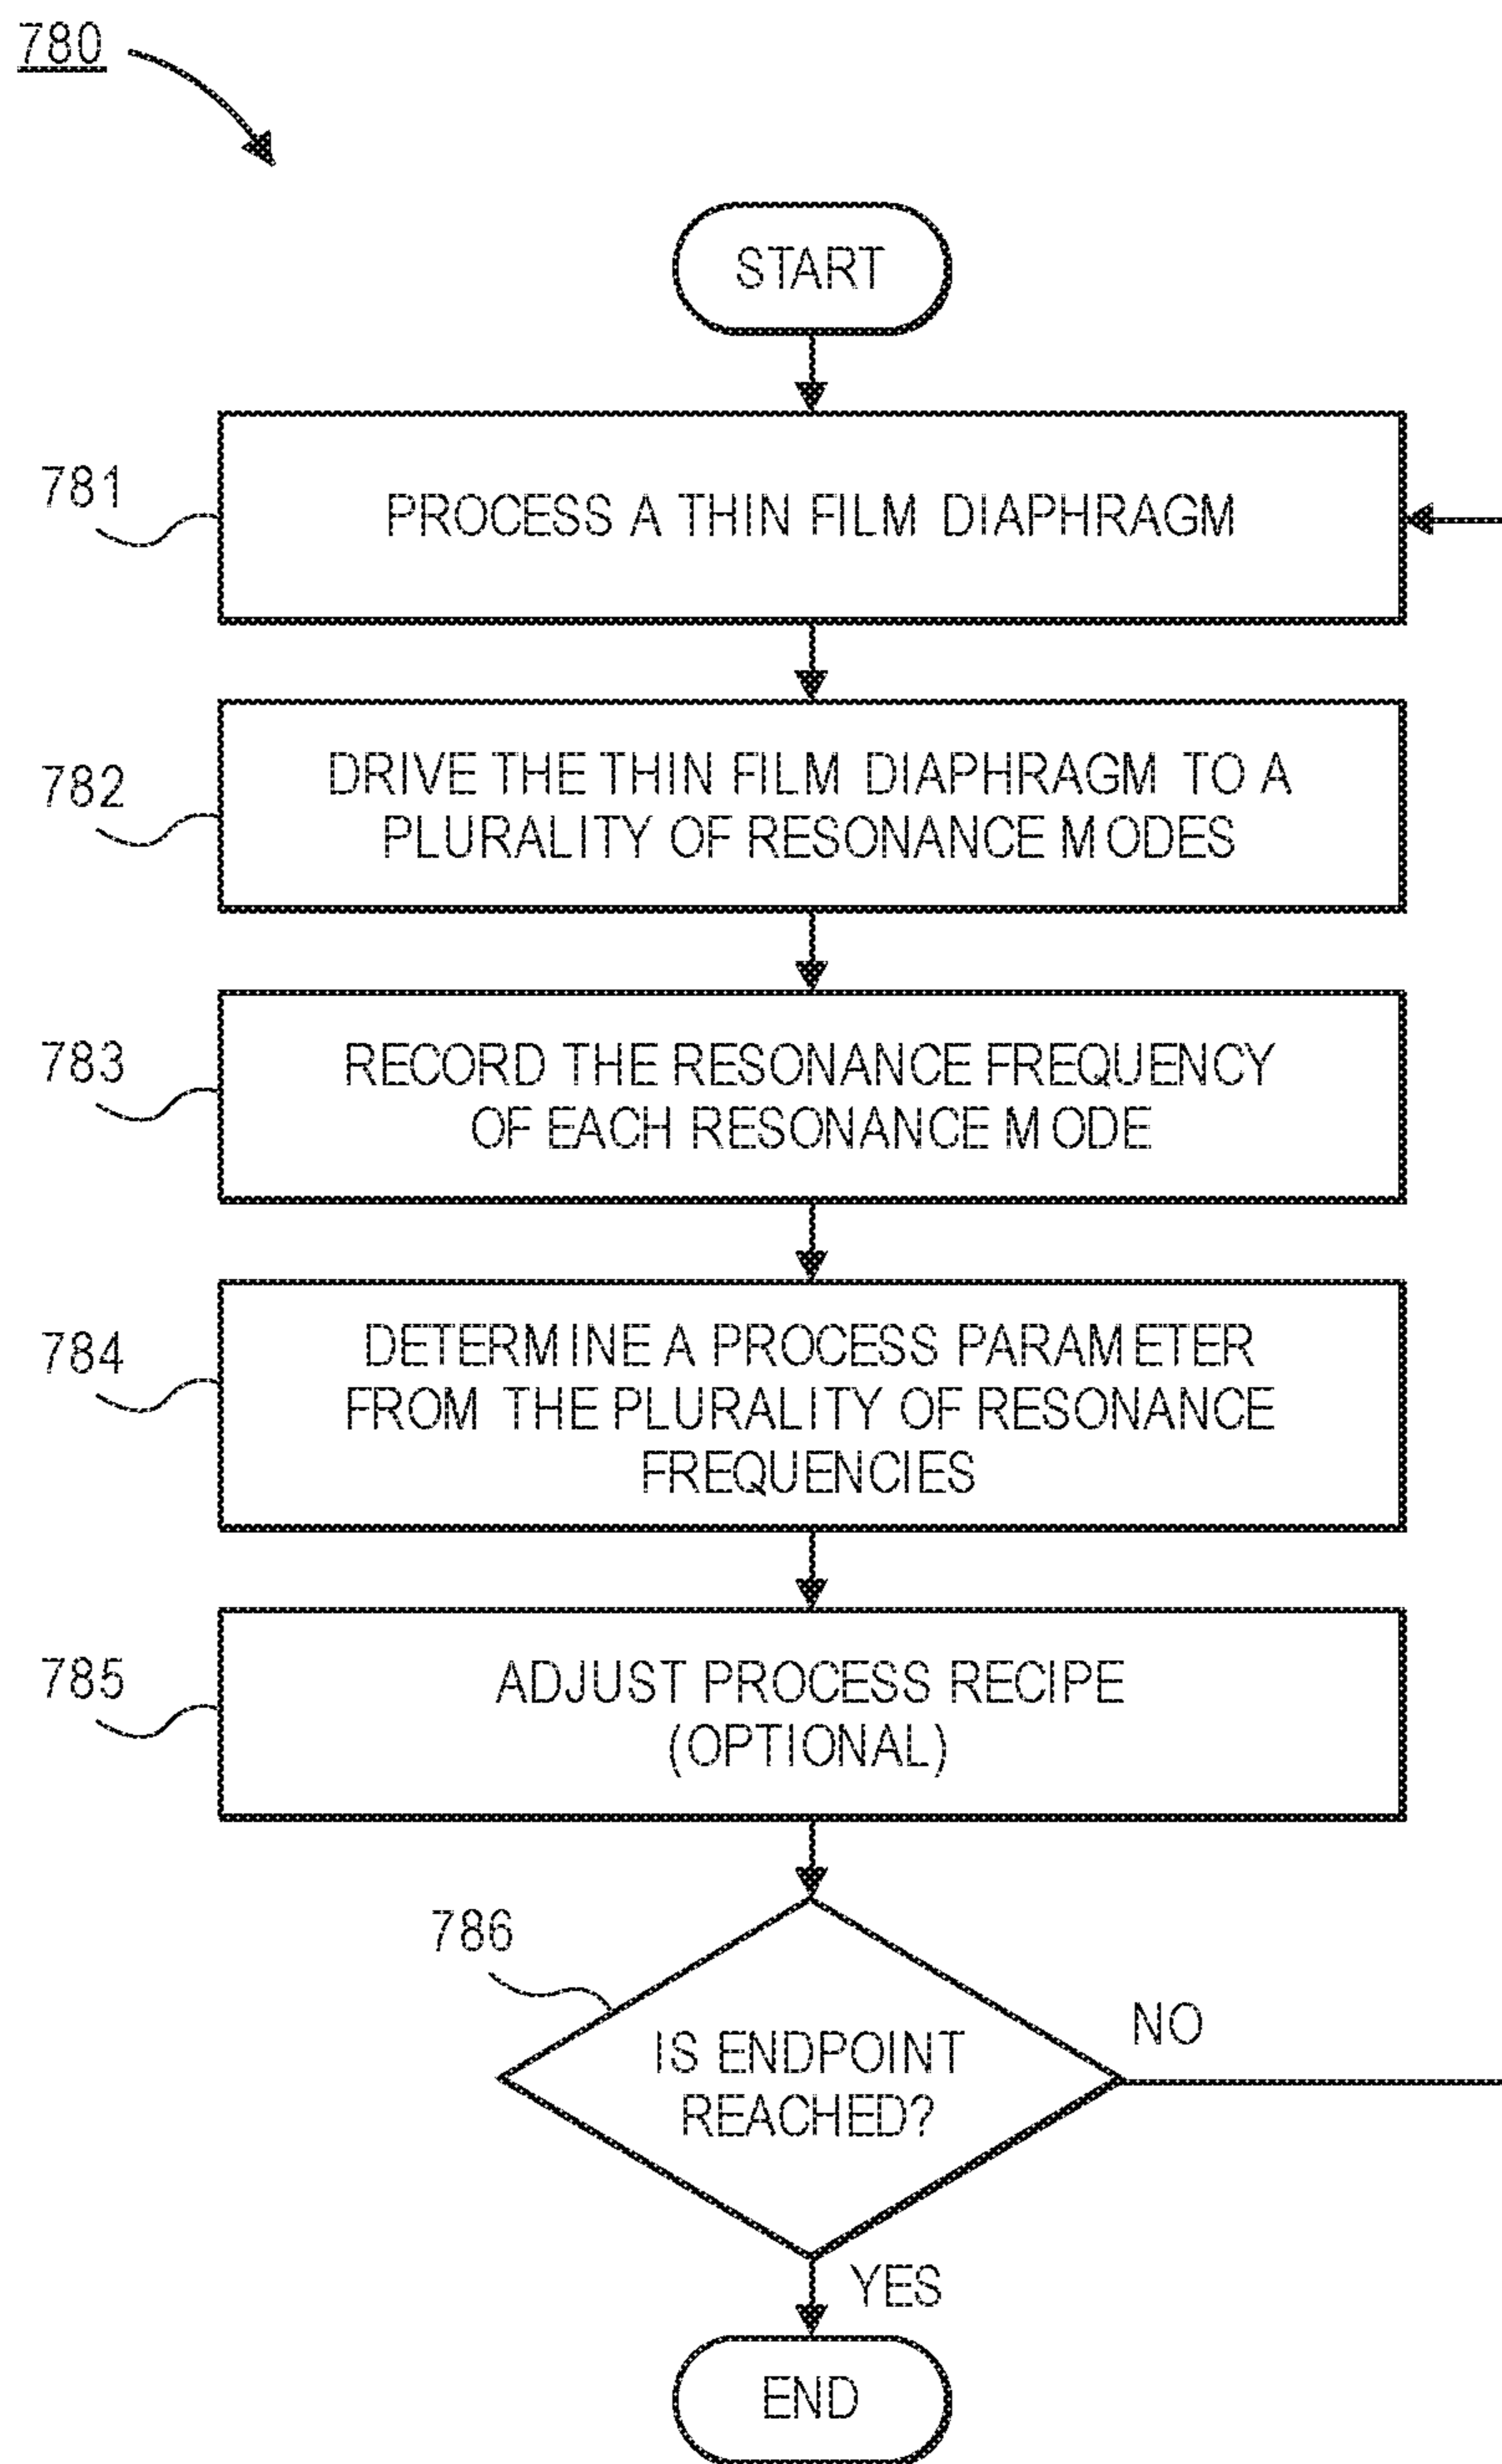 780
START
781
PROCESS A THIN FILM DIAPHRAGM
782
DRIVE THE THIN FILM DIAPHRAGM TO A
PLURALITY OF RESONANCE MODES
783
RECORD THE RESONANCE FREQUENCY
OF EACH RESONANCE MODE
784
DETERMINE A PROCESS PARAMETER
FROM THE PLURALITY OF RESONANCE
FREQUENCIES
785
ADJUST PROCESS RECIPE
(OPTIONAL)
786
IS ENDPOINT
REACHED?
NO
YES
END